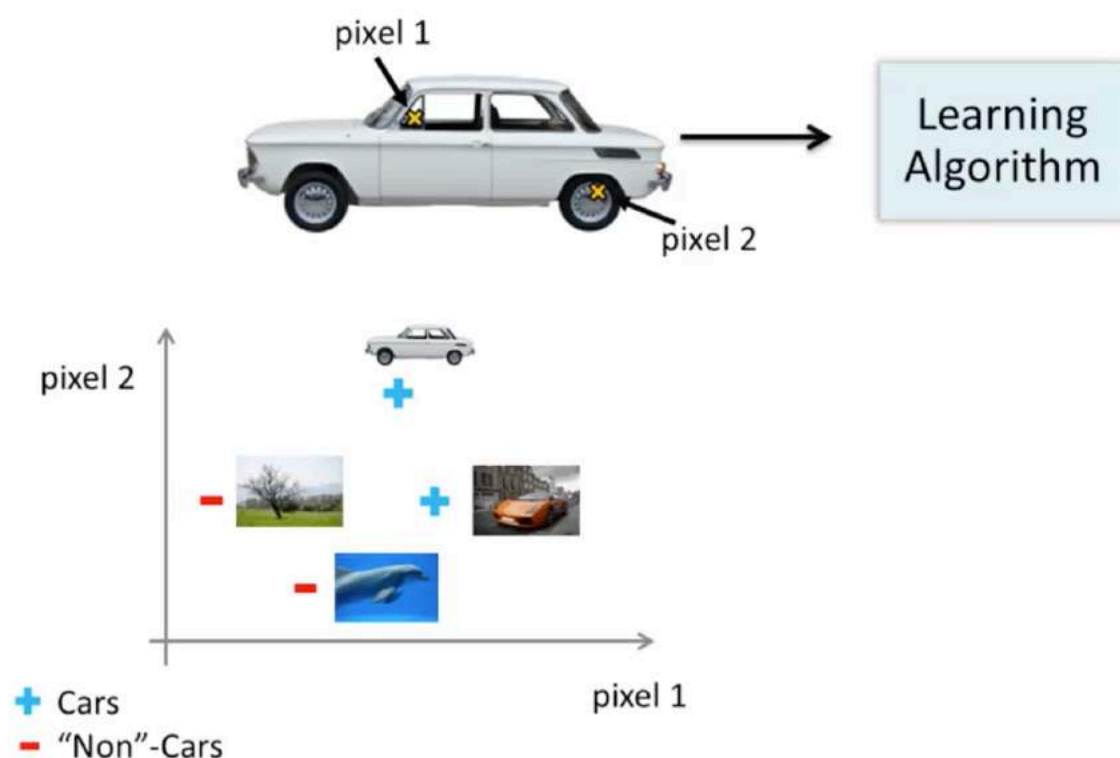 pixel 1
Learning
Algorithm
pixel 2
pixel 2
pixel 1
Cars
“Non”-Cars